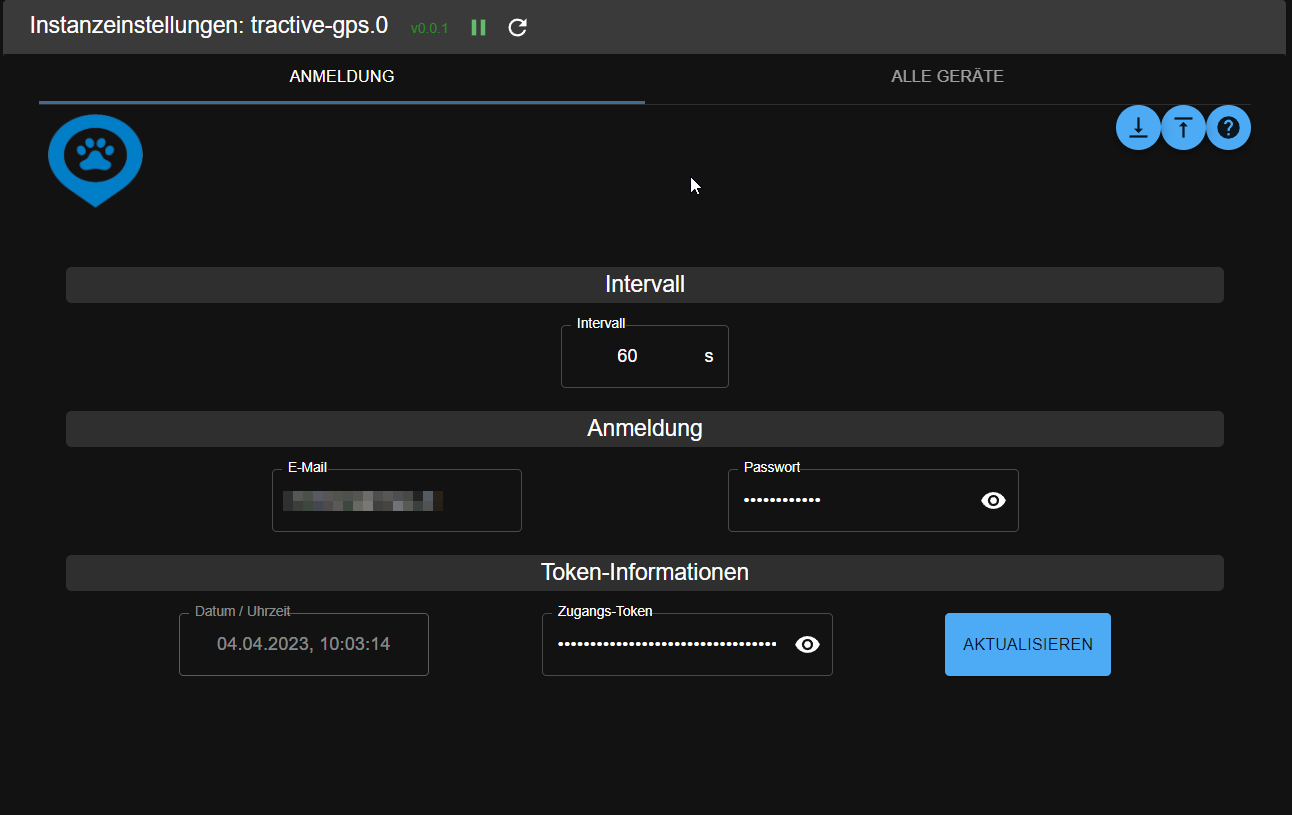 Instanzeinstellungen: tractive-gps.0 v0.0.1
ANMELDUNG ALLE GERÄTE
Intervall
Intervall
60 s
Anmeldung
E-Mail Passwort
••••••••••••
Token-Informationen
Datum / Uhrzeit Zugangs-Token
04.04.2023, 10:03:14 •••••••••••••••••••••••••••••••••• AKTUALISIEREN